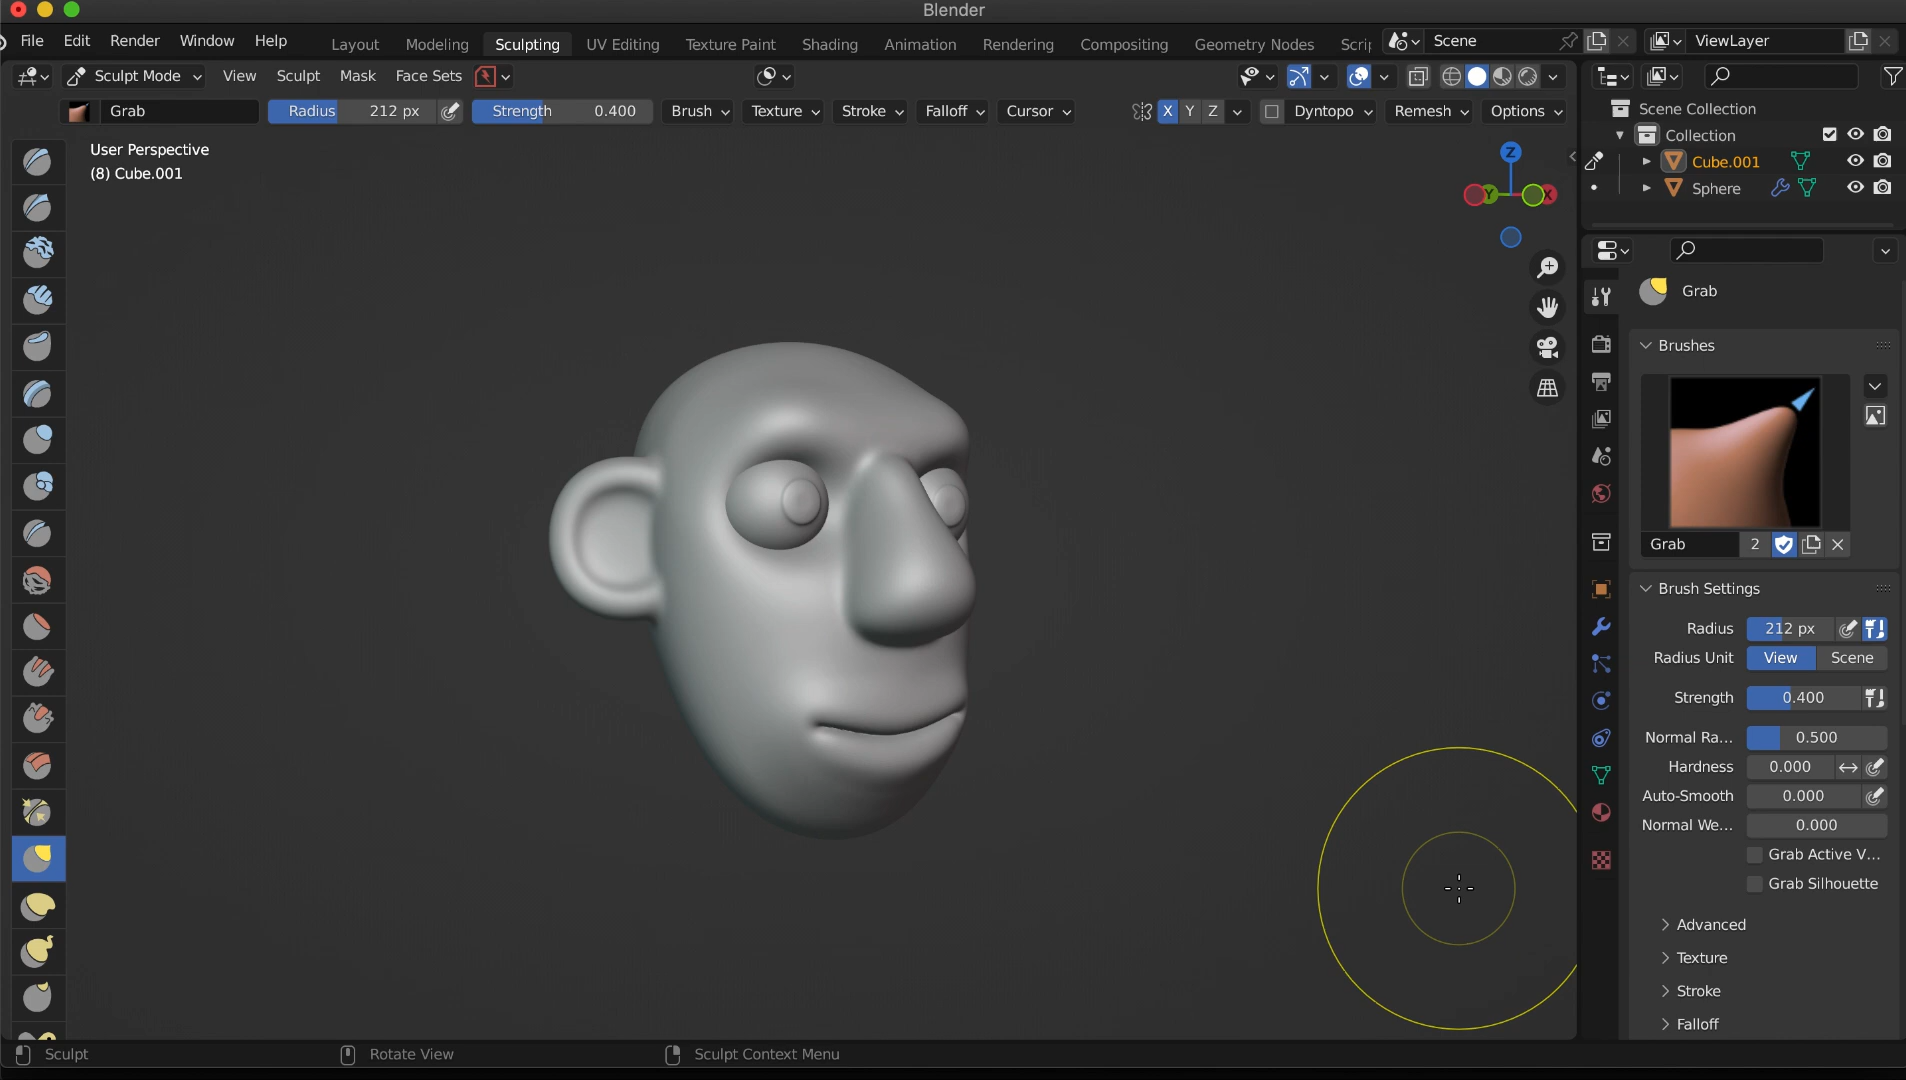 Blender
File Edit Render Window Help Layout Modeling Sculpting UV Editing Texture Paint Shading Animation Rendering Compositing Geometry Nodes Scrip Scene ViewLayer
Sculpt Mode View Sculpt Mask Face Sets
Grab Radius 212 px Strength 0.400 Brush Texture Stroke Falloff Cursor X Y Z Dyntopo Remesh Options
User Perspective
(8) Cube.001
Z
Y X
Scene Collection
Collection
Cube.001
Sphere
Grab
Brushes
Grab 2
Brush Settings
Radius 212 px
Radius Unit View Scene
Strength 0.400
Normal Ra... 0.500
Hardness 0.000
Auto-Smooth 0.000
Normal We... 0.000
Grab Active V...
Grab Silhouette
Advanced
Texture
Stroke
Falloff
Sculpt Rotate View Sculpt Context Menu